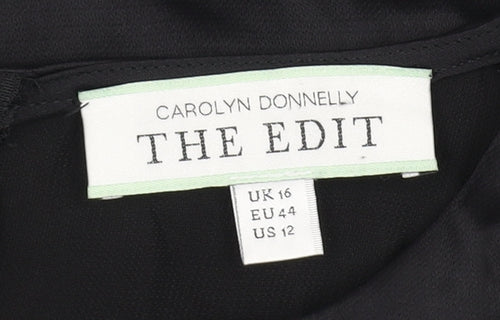 CAROLYN DONNELLY
THE EDIT
UK 16
EU 44
US 12